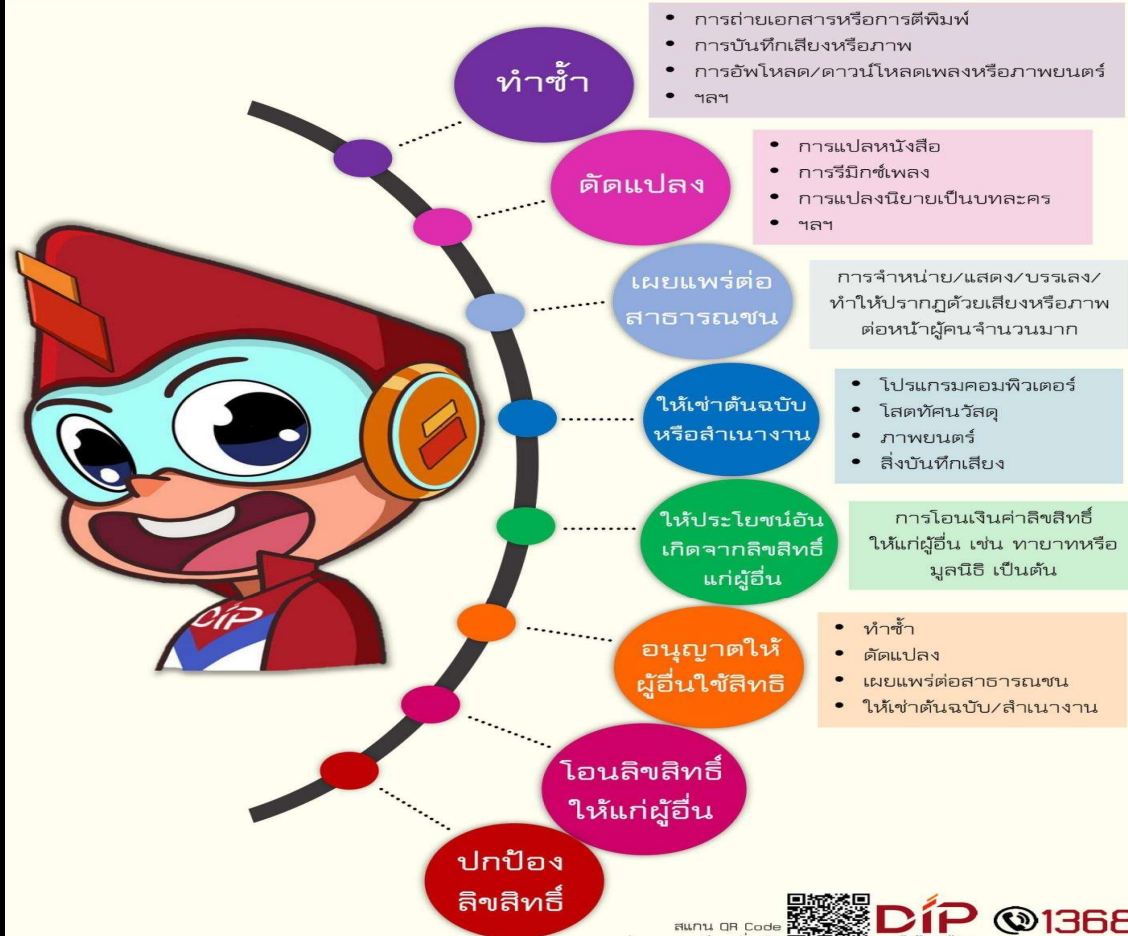 • การถ่ายเอกสารหรือการตีพิมพ์
• การบันทึกเสียงหรือภาพ
• การอัพโหลด/ดาวน์โหลดเพลงหรือภาพยนตร์
• ฯลฯ
ทำซ้ำ
• การแปลหนังสือ
• การรีมิกซ์เพลง
• การแปลงนิยายเป็นบทละคร
• ฯลฯ
ดัดแปลง
เผยแพร่ต่อ
สาธารณชน
การจำหน่าย/แสดง/บรรเลง/
ทำให้ปรากฏด้วยเสียงหรือภาพ
ต่อหน้าผู้คนจำนวนมาก
ให้เช่าต้นฉบับ
หรือสำเนางาน
• โปรแกรมคอมพิวเตอร์
• โสตทัศนวัสดุ
• ภาพยนตร์
• สิ่งบันทึกเสียง
ให้ประโยชน์อัน
เกิดจากลิขสิทธิ์
แก่ผู้อื่น
การโอนเงินค่าลิขสิทธิ์
ให้แก่ผู้อื่น เช่น ทายาทหรือ
มูลนิธิ เป็นต้น
อนุญาตให้
ผู้อื่นใช้สิทธิ
• ทำซ้ำ
• ดัดแปลง
• เผยแพร่ต่อสาธารณชน
• ให้เช่าต้นฉบับ/สำเนางาน
โอนลิขสิทธิ์
ให้แก่ผู้อื่น
ปกป้อง
ลิขสิทธิ์
DIP
สแกน QR Code
DIP 1368